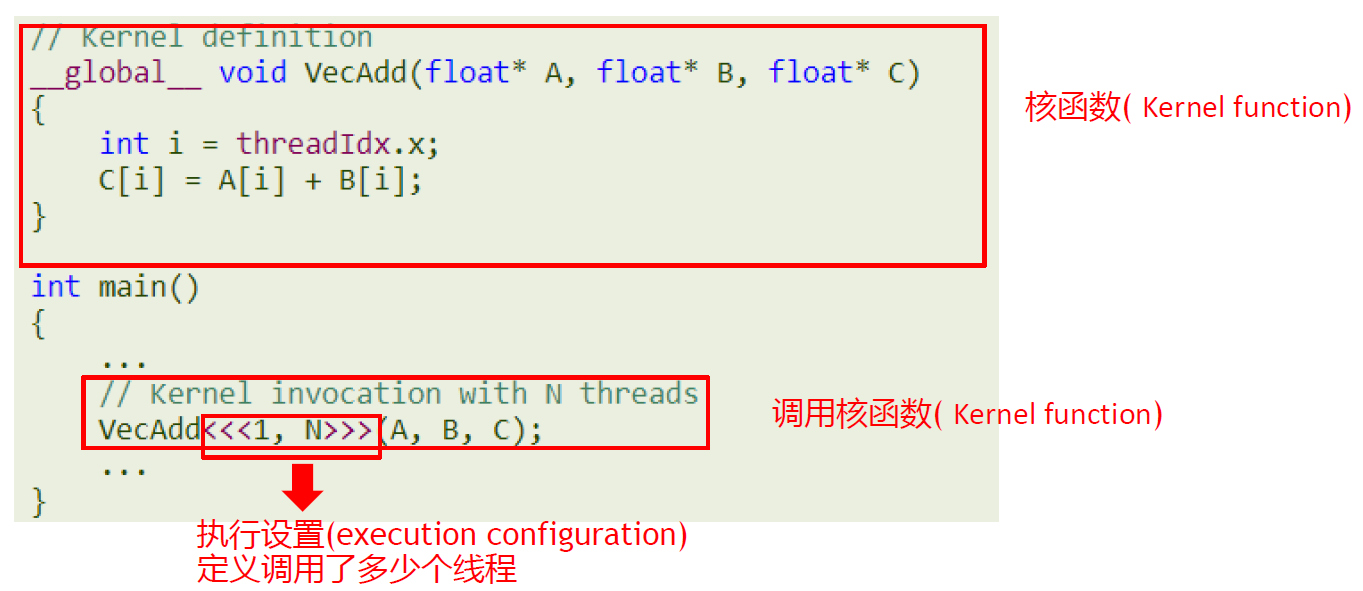 // Kernel definition
__global__ void VecAdd(float* A, float* B, float* C)
{
    int i = threadIdx.x;
    C[i] = A[i] + B[i];
}
核函数( Kernel function)
int main()
{
    ...
    // Kernel invocation with N threads
    VecAdd<<<1, N>>>(A, B, C);
调用核函数( Kernel function)
    ...
}
执行设置(execution configuration)
定义调用了多少个线程